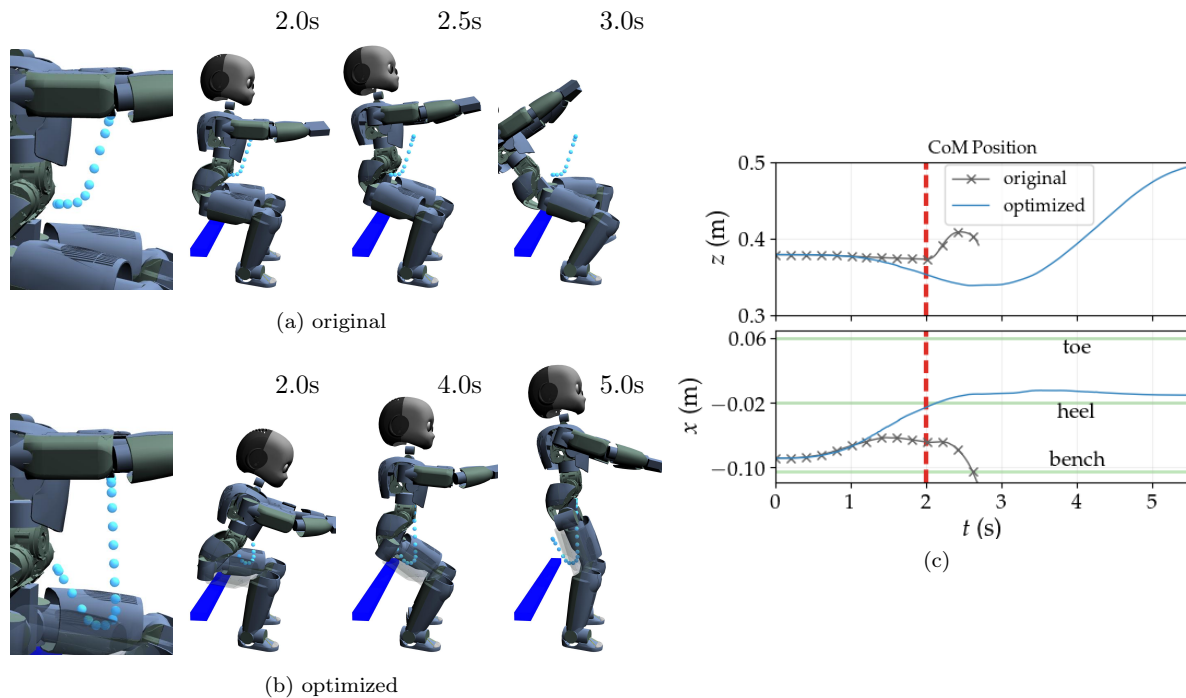 2.0s 2.5s 3.0s
(a) original
2.0s 4.0s 5.0s
(b) optimized
CoM Position
0.5
original
optimized
z (m)
0.4
0.3
0.06
toe
x (m)
−0.02
heel
bench
−0.10
0 1 2 3 4 5
t (s)
(c)